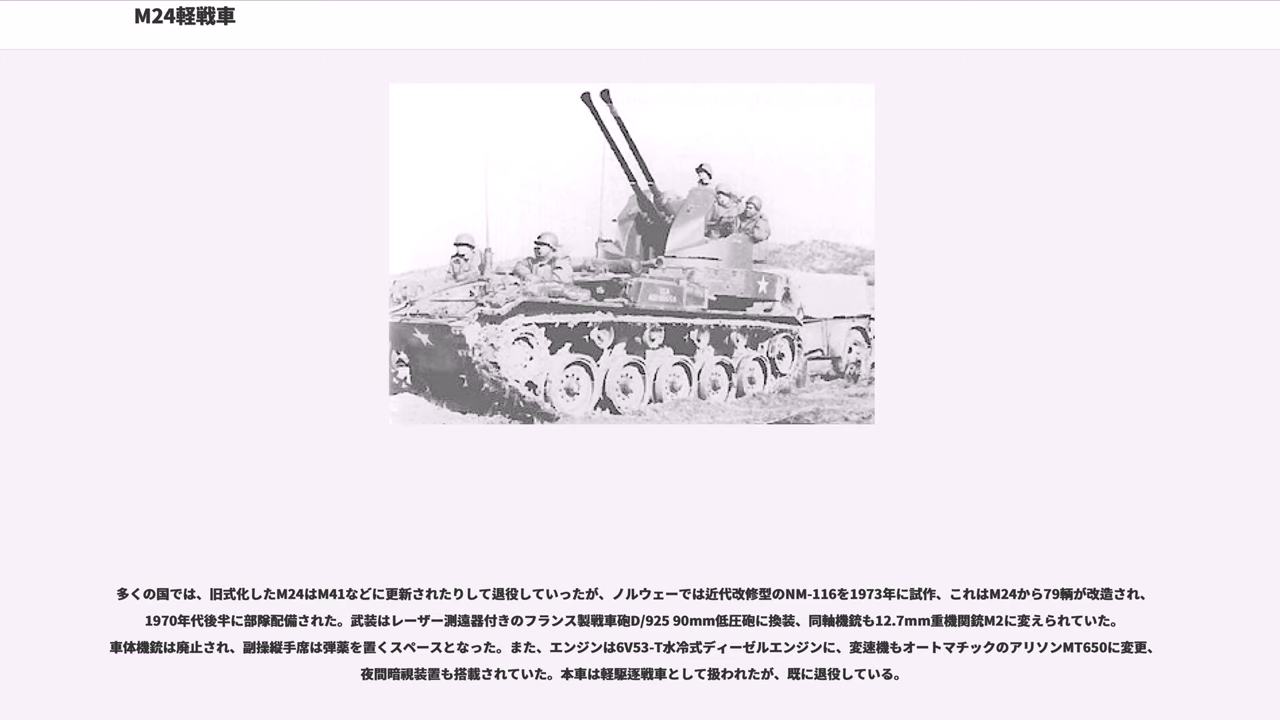 M24軽戦車
多くの国では、旧式化したM24はM41などに更新されたりして退役していったが、ノルウェーでは近代改修型のNM-116を1973年に試作、これはM24から79輌が改造され、
1970年代後半に部隊配備された。武装はレーザー測遠器付きのフランス製戦車砲D/925 90mm低圧砲に換装、同軸機銃も12.7mm重機関銃M2に変えられていた。
車体機銃は廃止され、副操縦手席は弾薬を置くスペースとなった。また、エンジンは6V53-T水冷式ディーゼルエンジンに、変速機もオートマチックのアリソンMT650に変更、
夜間暗視装置も搭載されていた。本車は軽駆逐戦車として扱われたが、既に退役している。